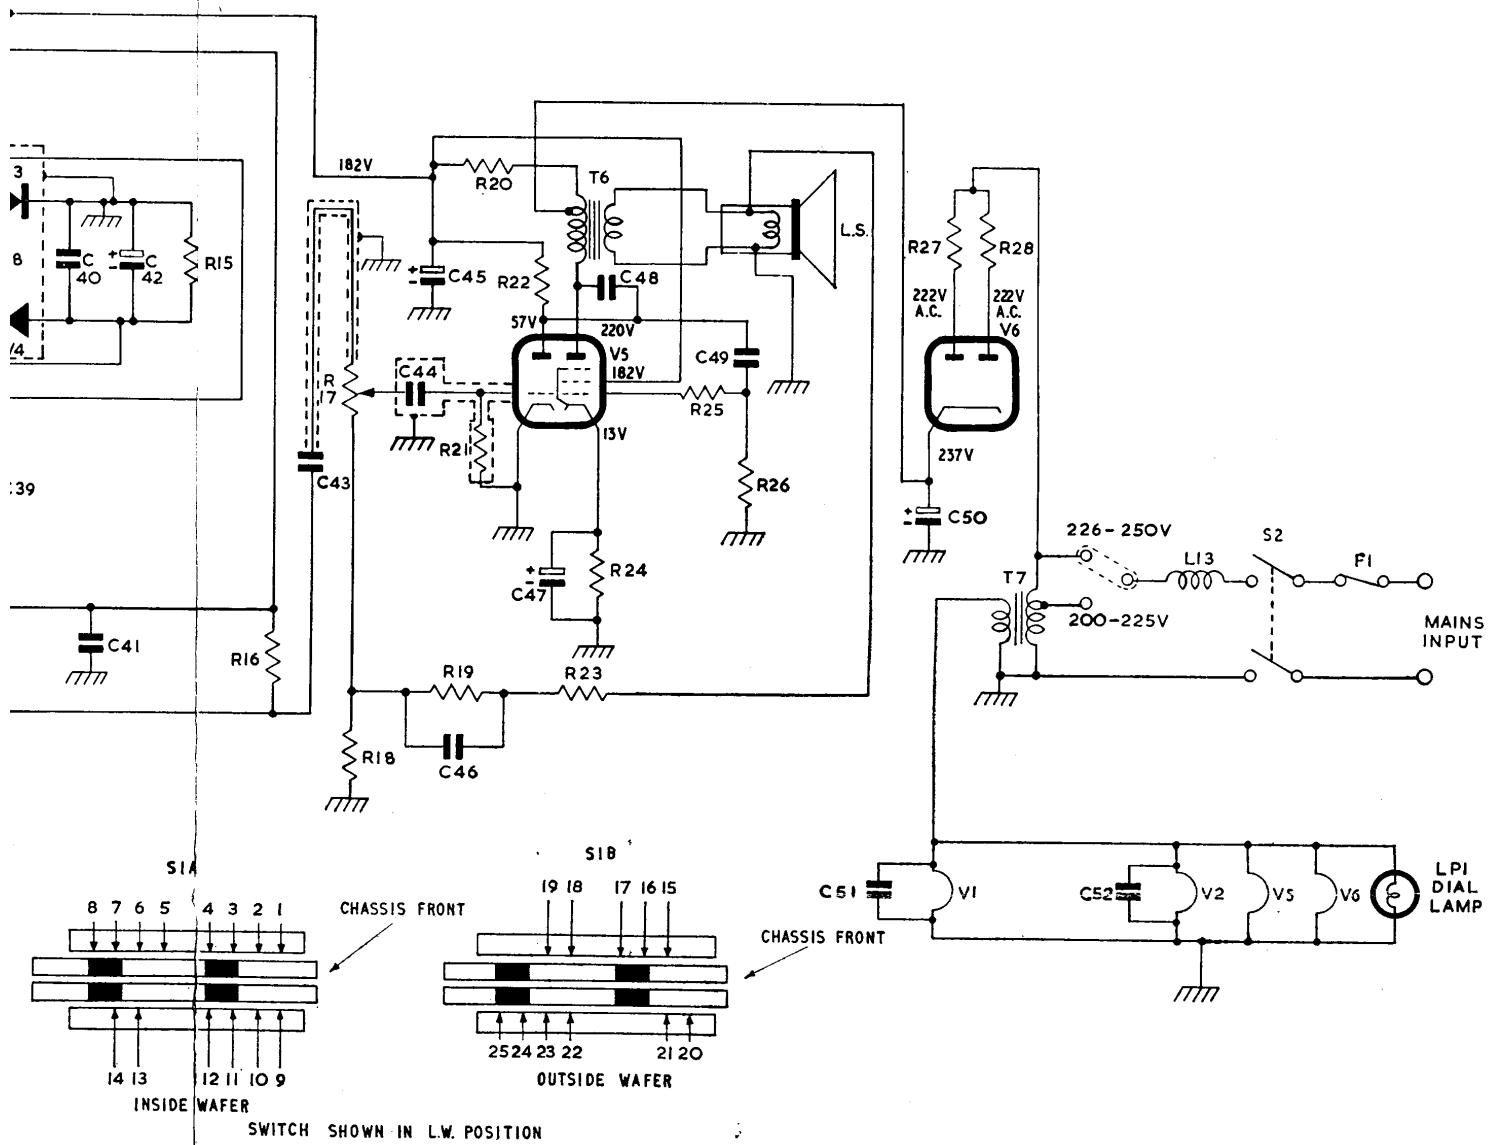 3
8
V4
C
40
C
42
R15
:39
C41
R16
182V
R
17
C43
C44
R21
C45
R20
T6
R22
57V
C48
220V
V5
182V
13V
C49
R25
R26
C47
R24
R19
R23
C46
R18
L.S.
R27
R28
222V
A.C.
222V
A.C.
V6
237V
C50
226-250V
T7
200-225V
L13
S2
F1
MAINS
INPUT
C51
V1
C52
V2
V5
V6
LP1
DIAL
LAMP
S1A
8 7 6 5 4 3 2 1
CHASSIS FRONT
14 13 12 11 10 9
INSIDE WAFER
S1B
19 18 17 16 15
CHASSIS FRONT
25 24 23 22 21 20
OUTSIDE WAFER
SWITCH SHOWN IN L.W. POSITION